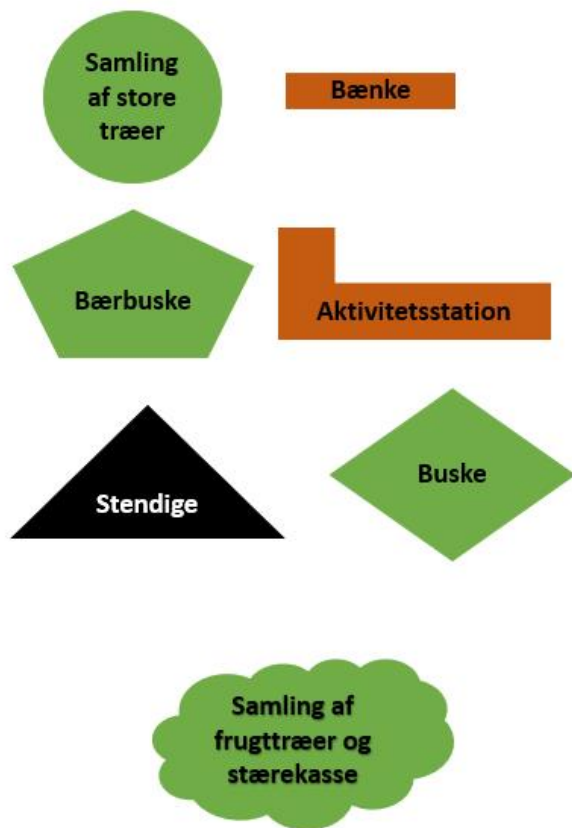 Samling
af store
træer
Bænke
Bærbuske
Aktivitetsstation
Stendige
Buske
Samling af
frugttræer og
stærekasse